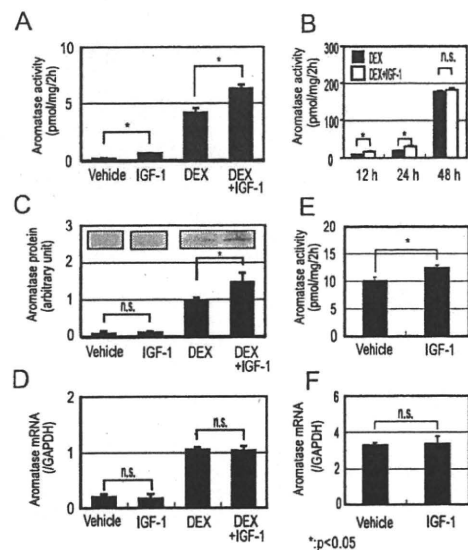 A
Aromatase activity
(pmol/mg/2h)
10
5
0
*
*
Vehicle
IGF-1
DEX
DEX
+IGF-1
B
Aromatase activity
(pmol/mg/2h)
300
200
100
0
DEX
DEX+IGF-1
n.s.
*
*
12 h
24 h
48 h
C
Aromatase protein
(arbitrary unit)
3
2
1
0
n.s.
*
Vehicle
IGF-1
DEX
DEX
+IGF-1
E
Aromatase activity
(pmol/mg/2h)
20
15
10
5
0
*
Vehicle
IGF-1
D
Aromatase mRNA
(/GAPDH)
2
1
0
n.s.
n.s.
Vehicle
IGF-1
DEX
DEX
+IGF-1
F
Aromatase mRNA
(/GAPDH)
6
4
2
0
n.s.
Vehicle
IGF-1
*:p<0.05